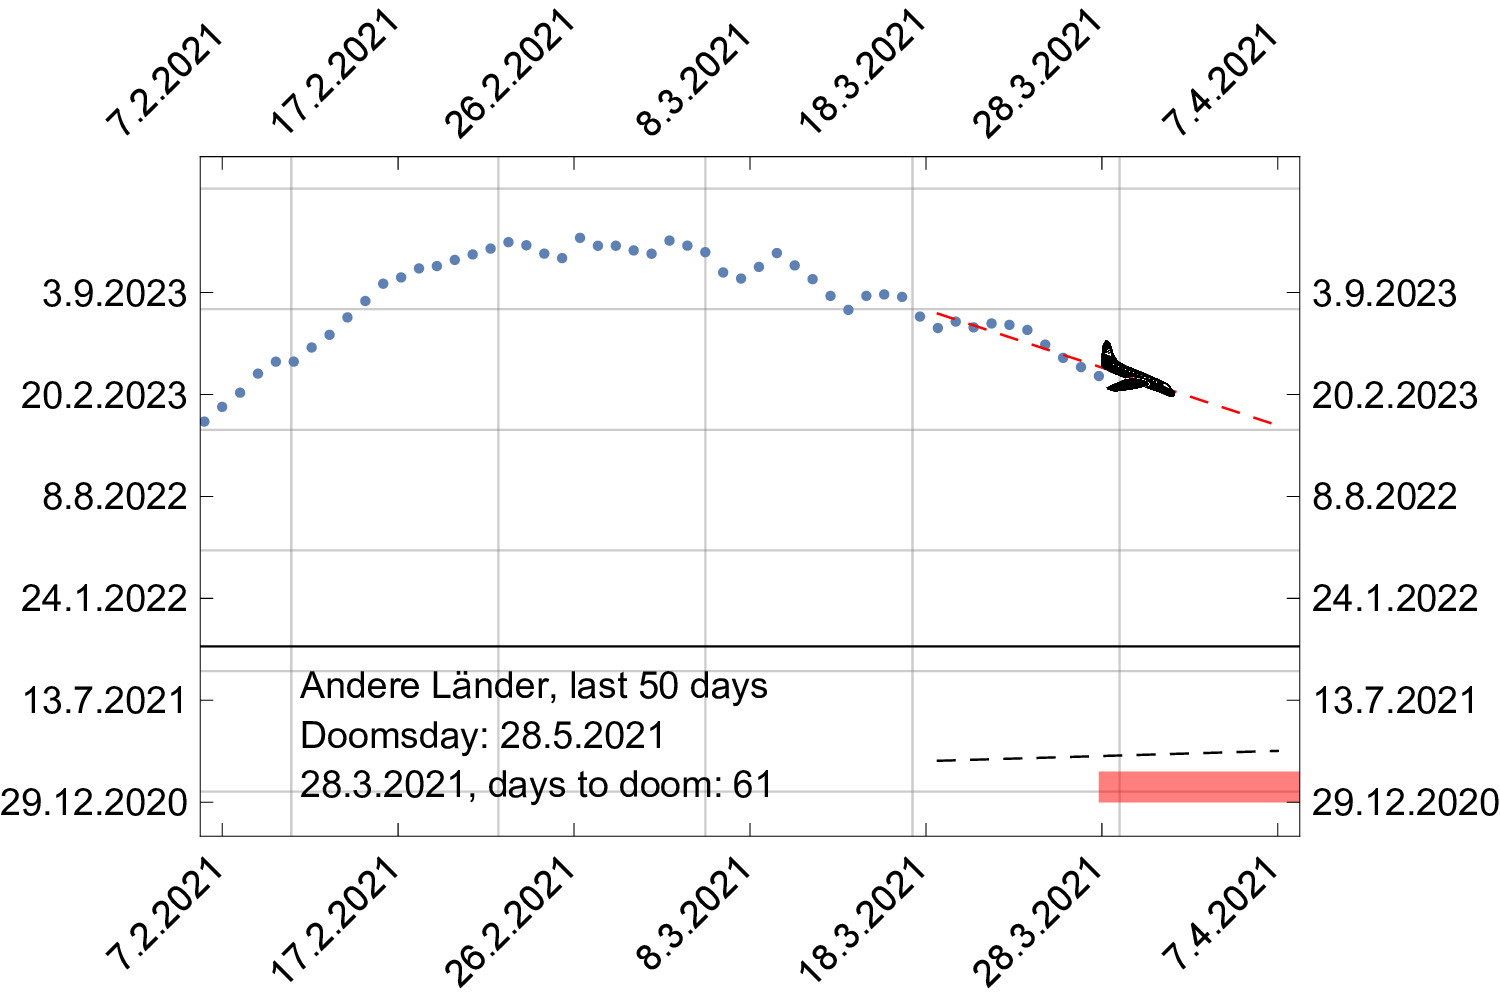 7.2.2021 17.2.2021 26.2.2021 8.3.2021 18.3.2021 28.3.2021 7.4.2021
3.9.2023 3.9.2023
20.2.2023 20.2.2023
8.8.2022 8.8.2022
24.1.2022 24.1.2022
Andere Länder, last 50 days
13.7.2021 13.7.2021
Doomsday: 28.5.2021
28.3.2021, days to doom: 61
29.12.2020 29.12.2020
7.2.2021 17.2.2021 26.2.2021 8.3.2021 18.3.2021 28.3.2021 7.4.2021